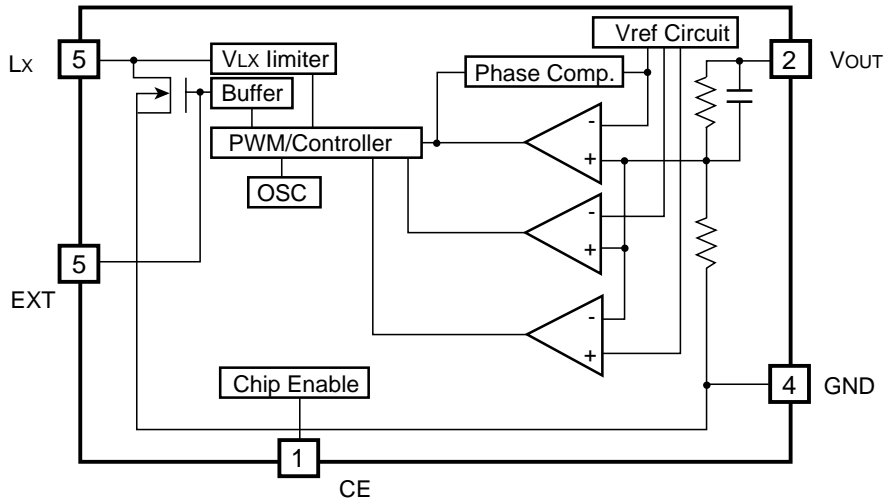 Vref Circuit
LX
5
VLX limiter
2
VOUT
Phase Comp.
Buffer
-
PWM/Controller
+
OSC
-
+
5
EXT
-
+
Chip Enable
4
GND
1
CE